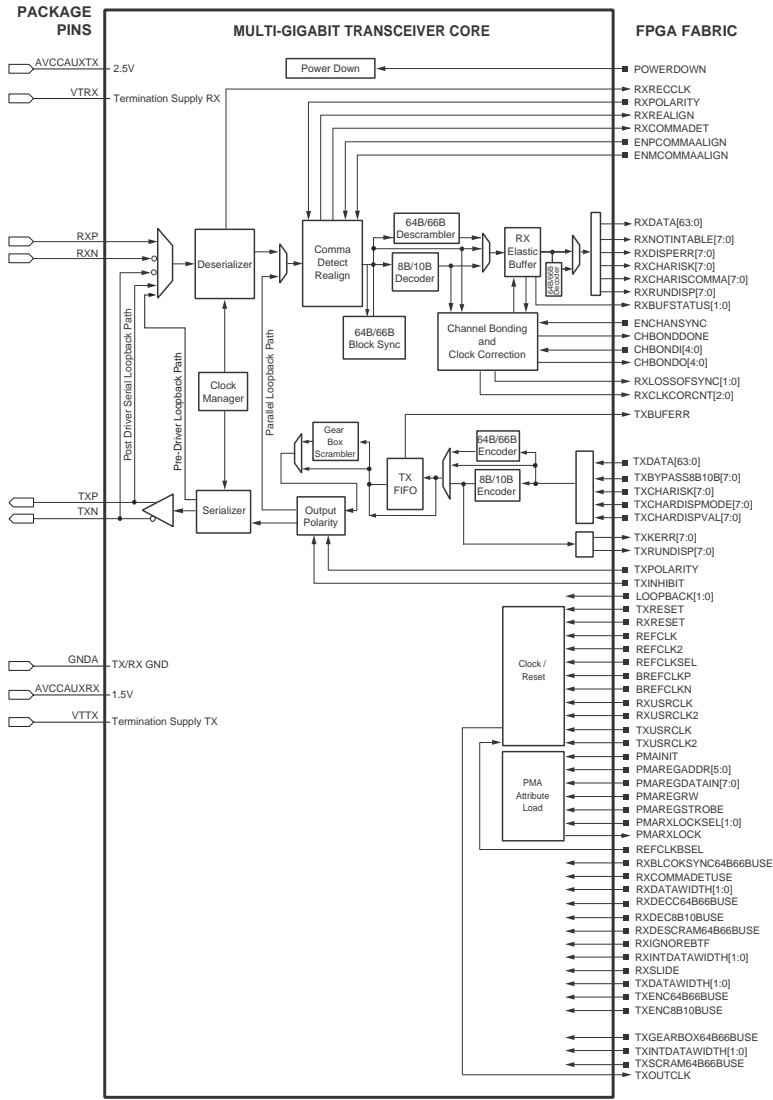 PACKAGE
PINS
MULTI-GIGABIT TRANSCEIVER CORE
FPGA FABRIC
AVCCAUXTX
2.5V
VTRX
Termination Supply RX
RXP
RXN
TXP
TXN
GNDA
TX/RX GND
AVCCAUXRX
1.5V
VTTX
Termination Supply TX
Power Down
Post Driver Serial Loopback Path
Pre-Driver Loopback Path
Parallel Loopback Path
Deserializer
Clock
Manager
Serializer
Comma
Detect
Realign
64B/66B
Descrambler
8B/10B
Decoder
64B/66B
Block Sync
RX
Elastic
Buffer
64B/66B
Decoder
Channel Bonding
and
Clock Correction
Gear
Box
Scrambler
Output
Polarity
TX
FIFO
64B/66B
Encoder
8B/10B
Encoder
Clock /
Reset
PMA
Attribute
Load
POWERDOWN
RXRECCLK
RXPOLARITY
RXREALIGN
RXCOMMADET
ENPCOMMAALIGN
ENMCOMMAALIGN
RXDATA[63:0]
RXNOTINTABLE[7:0]
RXDISPERR[7:0]
RXCHARISK[7:0]
RXCHARISCOMMA[7:0]
RXRUNDISP[7:0]
RXBUFSTATUS[1:0]
ENCHANSYNC
CHBONDDONE
CHBONDI[4:0]
CHBONDO[4:0]
RXLOSSOFSYNC[1:0]
RXCLKCORCNT[2:0]
TXBUFERR
TXDATA[63:0]
TXBYPASS8B10B[7:0]
TXCHARISK[7:0]
TXCHARDISPMODE[7:0]
TXCHARDISPVAL[7:0]
TXKERR[7:0]
TXRUNDISP[7:0]
TXPOLARITY
TXINHIBIT
LOOPBACK[1:0]
TXRESET
RXRESET
REFCLK
REFCLK2
REFCLKSEL
BREFCLKP
BREFCLKN
RXUSRCLK
RXUSRCLK2
TXUSRCLK
TXUSRCLK2
PMAINIT
PMAREGADDR[5:0]
PMAREGDATAIN[7:0]
PMAREGRW
PMAREGSTROBE
PMARXLOCKSEL[1:0]
PMARXLOCK
REFCLKBSEL
RXBLCOKSYNC64B66BUSE
RXCOMMADETUSE
RXDATAWIDTH[1:0]
RXDECC64B66BUSE
RXDEC8B10BUSE
RXDESCRAM64B66BUSE
RXIGNOREBTF
RXINTDATAWIDTH[1:0]
RXSLIDE
TXDATAWIDTH[1:0]
TXENC64B66BUSE
TXENC8B10BUSE
TXGEARBOX64B66BUSE
TXINTDATAWIDTH[1:0]
TXSCRAM64B66BUSE
TXOUTCLK